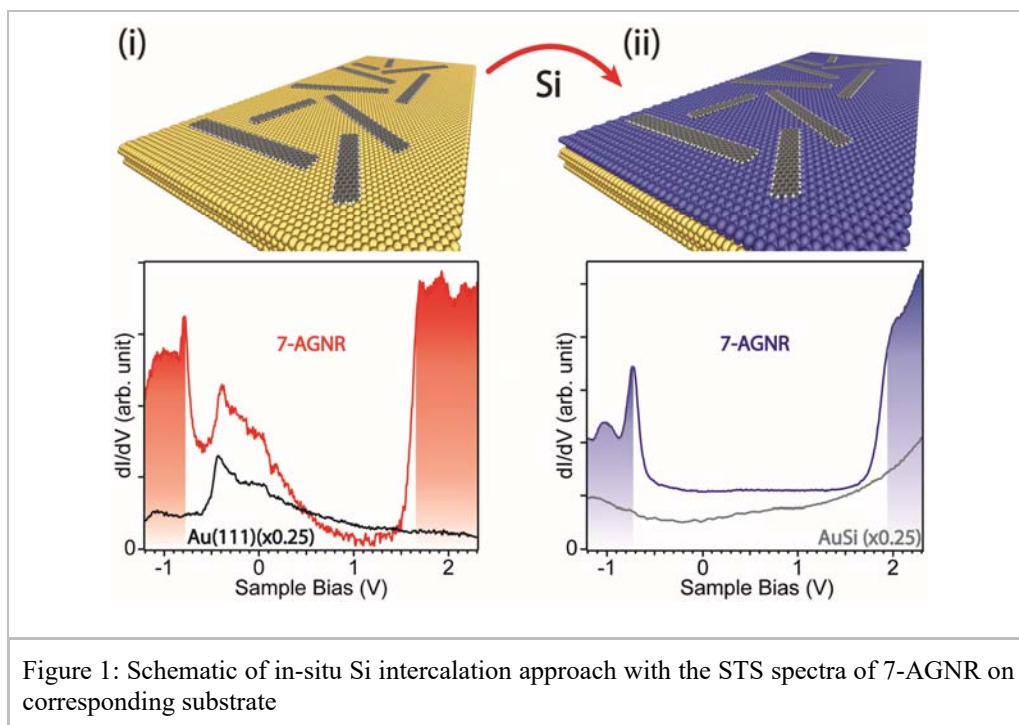 (i)
(ii)
Si
7-AGNR
dI/dV (arb. unit)
0
Au(111)(x0.25)
-1
0
1
2
Sample Bias (V)
7-AGNR
dI/dV (arb. unit)
0
AuSi (x0.25)
-1
0
1
2
Sample Bias (V)
Figure 1: Schematic of in-situ Si intercalation approach with the STS spectra of 7-AGNR on
corresponding substrate